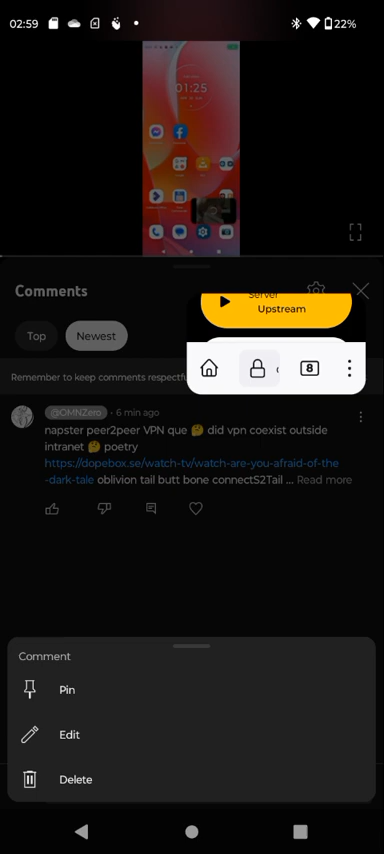 02:59
22%
01:25
Comments
Server
Upstream
Top
Newest
8
Remember to keep comments respectfu
@OMNZero • 6 min ago
napster peer2peer VPN que 🤔 did vpn coexist outside
intranet 🤔 poetry
https://dopebox.se/watch-tv/watch-are-you-afraid-of-the
-dark-tale oblivion tail butt bone connectS2Tail ... Read more
Comment
Pin
Edit
Delete